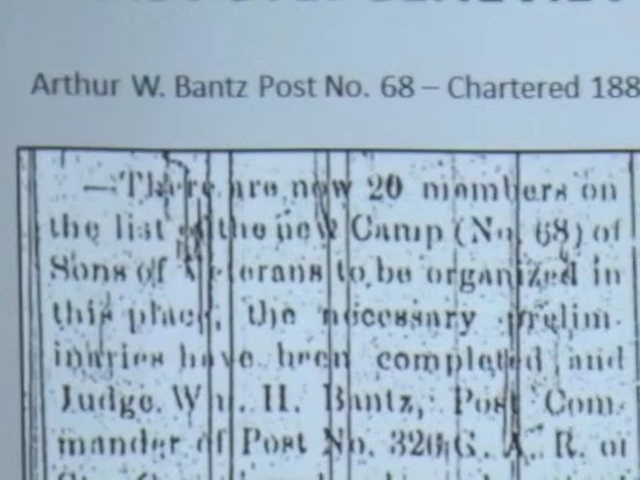 Arthur W. Bantz Post No. 68 – Chartered 188
—There are now 20 members on
the list of the new Camp (No. 68) of
Sons of Veterans to be organized in
this place, the necessary prelim-
inaries have been completed and
Judge. Wm. H. Bantz, Post Com-
mander of Post No. 320 G. A. R. of